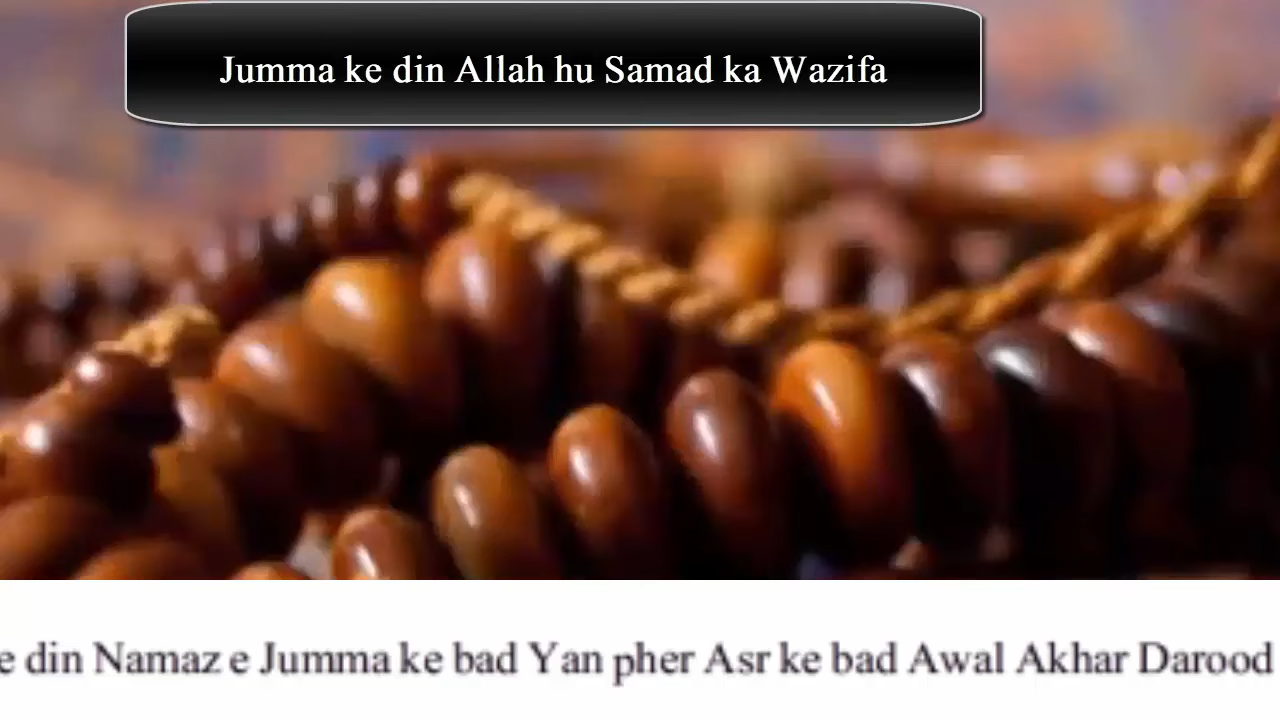 Jumma ke din Allah hu Samad ka Wazifa
e din Namaz e Jumma ke bad Yan pher Asr ke bad Awal Akhar Darood